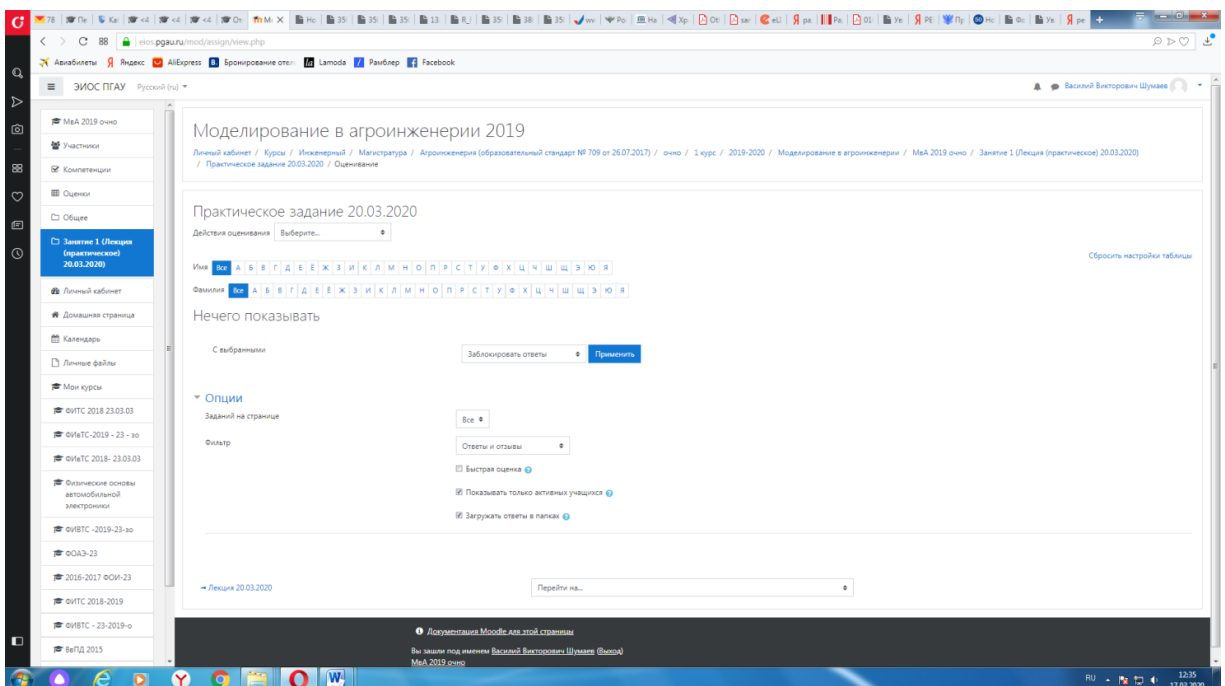 eios.pgau.ru/mod/assign/view.php
Авиабилеты Яндекс AliExpress Бронирование отел Lamoda Рамблер Facebook
ЭИОС ПГАУ Русский (ru)
Василий Викторович Шумаев
МвА 2019 очно
Участники
Компетенции
Оценки
Общее
Занятие 1 (Лекция
(практическое)
20.03.2020)
Личный кабинет
Домашняя страница
Календарь
Личные файлы
Мои курсы
ФИТС 2018 23.03.03
ФИеТС-2019 - 23 - зо
ФИеТС 2018- 23.03.03
Физические основы
автомобильной
электроники
ФИВТС -2019-23-зо
ФОАЭ-23
2016-2017 ФОИ-23
ФИТС 2018-2019
ФИВТС - 23-2019-о
ВвПД 2015
Моделирование в агроинженерии 2019
Личный кабинет / Курсы / Инженерный / Магистратура / Агроинженерия (образовательный стандарт № 709 от 26.07.2017) / очно / 1 курс / 2019-2020 / Моделирование в агроинженерии / МвА 2019 очно / Занятие 1 (Лекция (практическое) 20.03.2020)
/ Практическое задание 20.03.2020 / Оценивание
Практическое задание 20.03.2020
Действия оценивания Выберите...
Сбросить настройки таблицы
Имя Все А Б В Г Д Е Ё Ж З И К Л М Н О П Р С Т У Ф Х Ц Ч Ш Щ Э Ю Я
Фамилия Все А Б В Г Д Е Ё Ж З И К Л М Н О П Р С Т У Ф Х Ц Ч Ш Щ Э Ю Я
Нечего показывать
С выбранными Заблокировать ответы Применить
Опции
Заданий на странице Все
Фильтр Ответы и отзывы
Быстрая оценка
Показывать только активных учащихся
Загружать ответы в папках
Лекция 20.03.2020 Перейти на...
Документация Moodle для этой страницы
Вы зашли под именем Василий Викторович Шумаев (Выход)
МвА 2019 очно
RU 12:35
17.03.2020